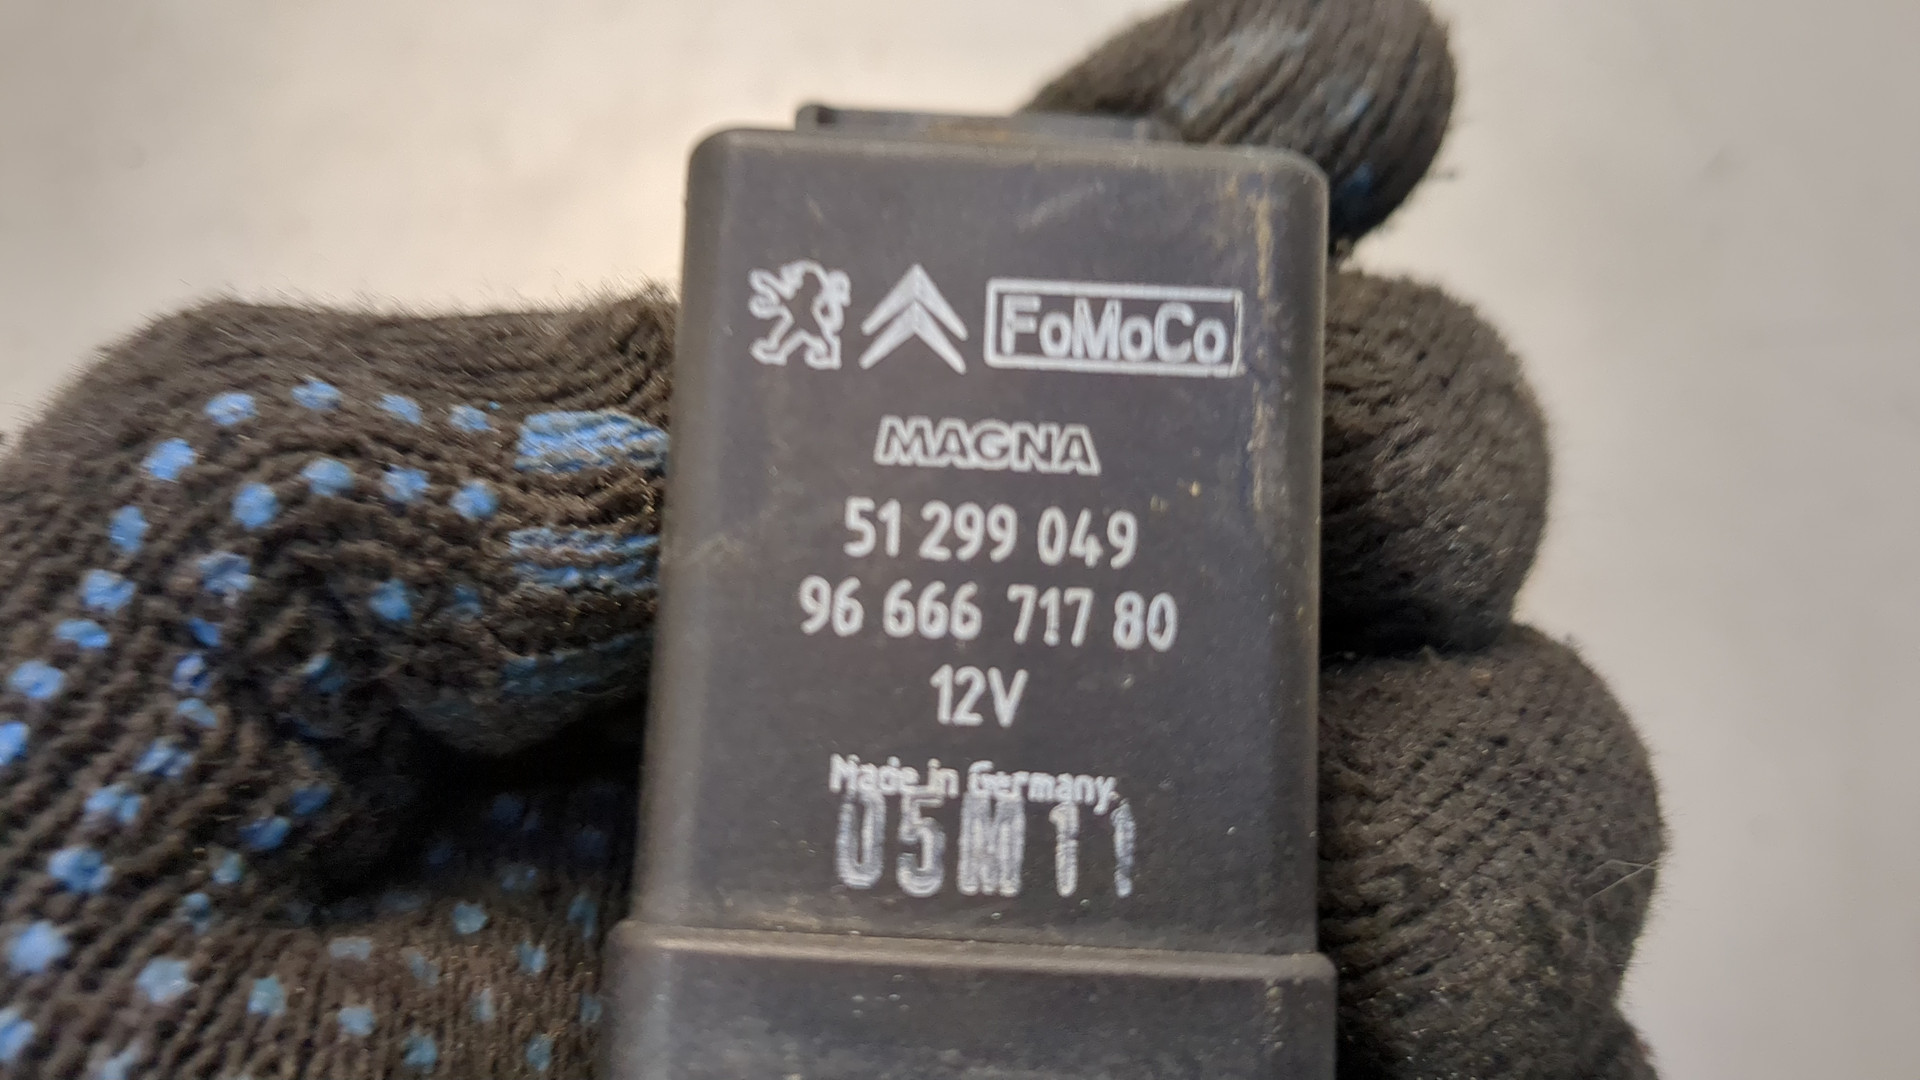 FoMoCo
MAGNA
51 299 049
96 666 717 80
12V
Made in Germany
05M11